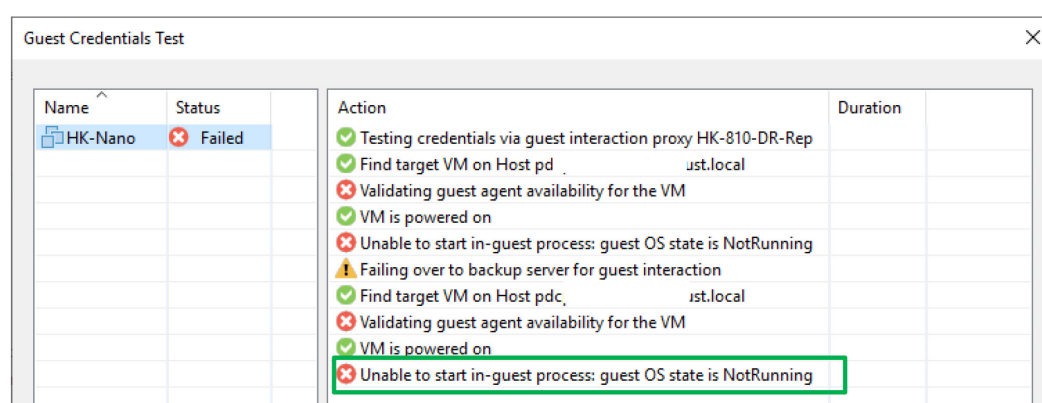 Guest Credentials Test
Name Status Action Duration
HK-Nano Failed Testing credentials via guest interaction proxy HK-810-DR-Rep
Find target VM on Host pd ust.local
Validating guest agent availability for the VM
VM is powered on
Unable to start in-guest process: guest OS state is NotRunning
Failing over to backup server for guest interaction
Find target VM on Host pdc ust.local
Validating guest agent availability for the VM
VM is powered on
Unable to start in-guest process: guest OS state is NotRunning